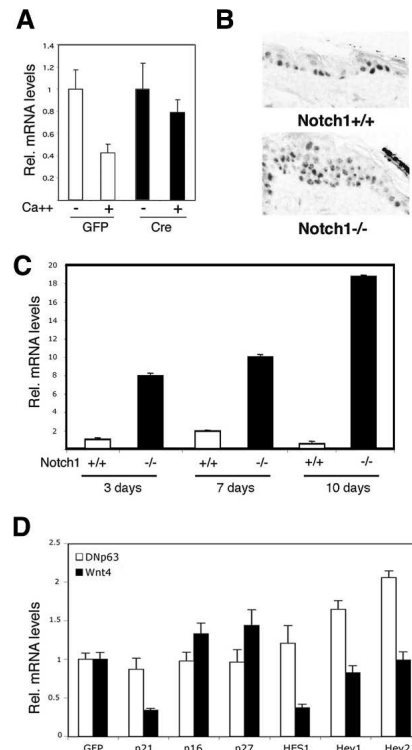 A
Rel. mRNA levels
1.4
1.2
1
0.8
0.6
0.4
0.2
Ca++ - + - +
GFP Cre
B
Notch1+/+
Notch1-/-
C
Rel. mRNA levels
20
18
16
14
12
10
8
6
4
2
Notch1 +/+ -/- +/+ -/- +/+ -/-
3 days 7 days 10 days
D
Rel. mRNA levels
2.5
2
1.5
1
0.5
0
DNp63
Wnt4
GFP p21 p16 p27 HES1 Hey1 Hey2